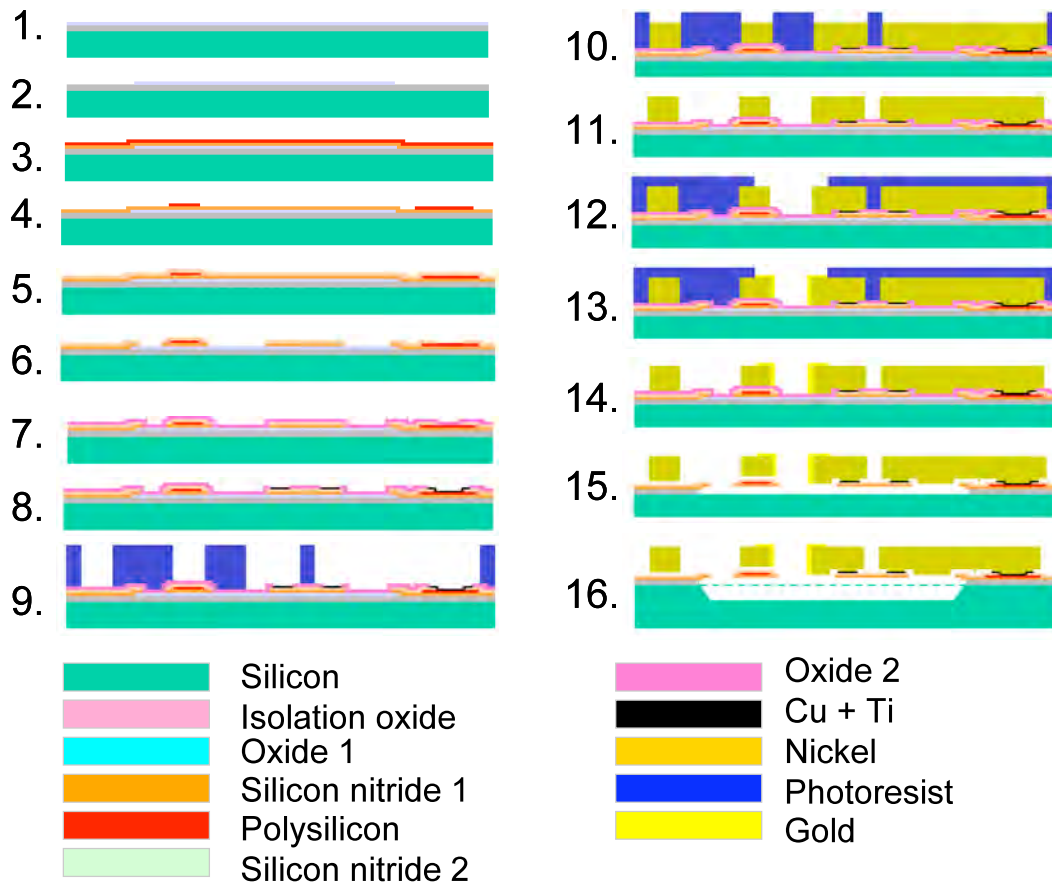 1.
2.
3.
4.
5.
6.
7.
8.
9.
10.
11.
12.
13.
14.
15.
16.
Silicon
Isolation oxide
Oxide 1
Silicon nitride 1
Polysilicon
Silicon nitride 2
Oxide 2
Cu + Ti
Nickel
Photoresist
Gold